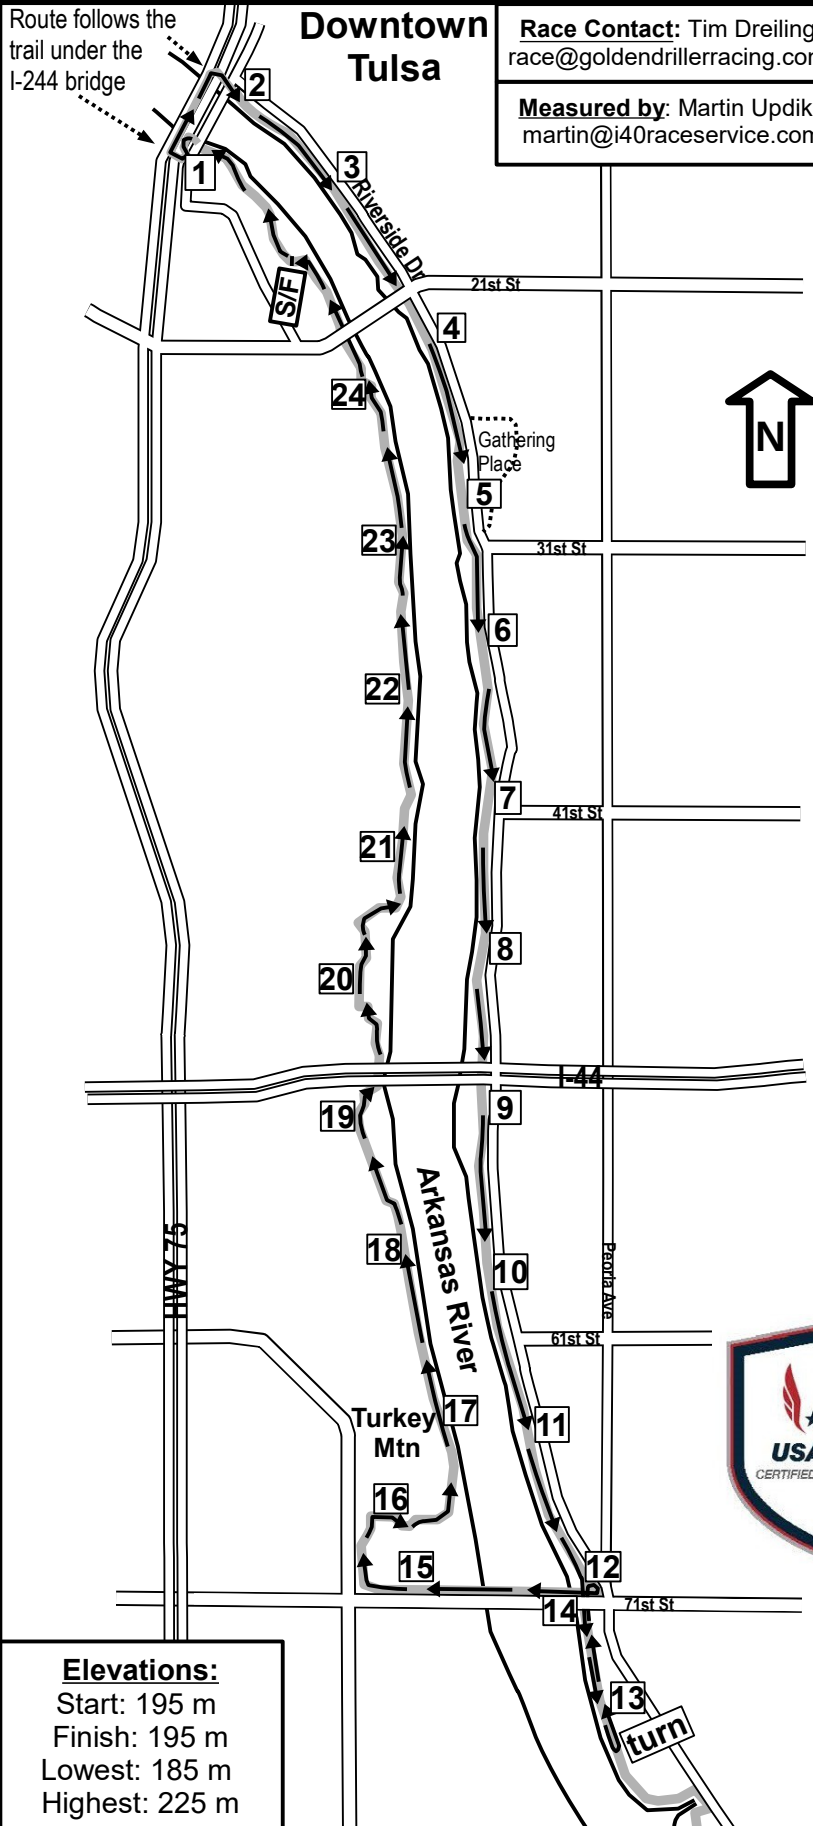 Route follows the
trail under the
I-244 bridge
Downtown
Tulsa
Race Contact: Tim Dreiling
race@goldendrillerracing.com
Measured by: Martin Updik
martin@i40raceservice.com
2
1
3
Riverside Dr
S/F
21st St
4
24
N
Gathering
Place
5
23
31st St
6
22
7
41st St
21
8
20
I-44
9
19
Arkansas River
18
HWY 75
10
Peoria Ave
61st St
17
11
Turkey
Mtn
USA
CERTIFIED
16
15
12
14
71st St
13
turn
Elevations:
Start: 195 m
Finish: 195 m
Lowest: 185 m
Highest: 225 m